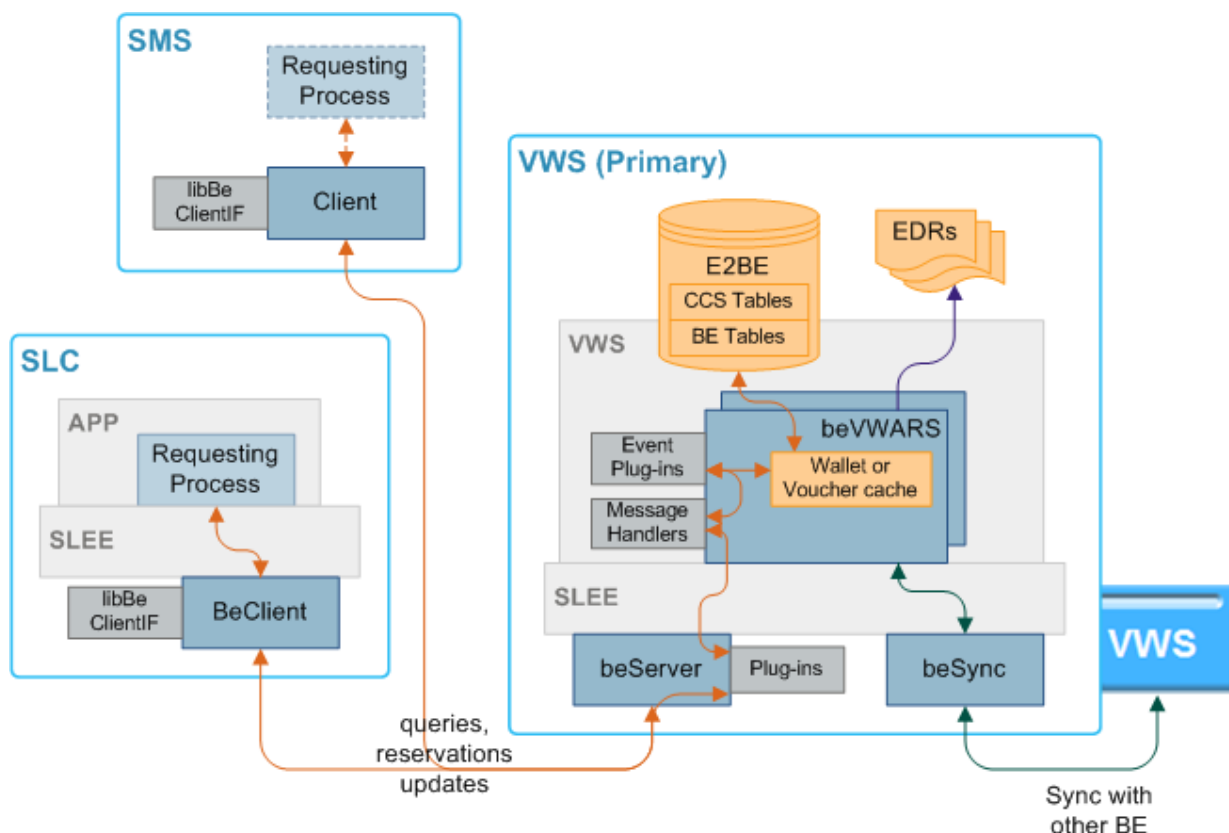 SMS
Requesting
Process
libBe
ClientIF
Client
SLC
APP
Requesting
Process
SLEE
libBe
ClientIF
BeClient
queries,
reservations
updates
VWS (Primary)
E2BE
CCS Tables
BE Tables
EDRs
VWS
beVWARS
Event
Plug-ins
Wallet or
Voucher cache
Message
Handlers
SLEE
beServer
Plug-ins
beSync
VWS
Sync with
other BE